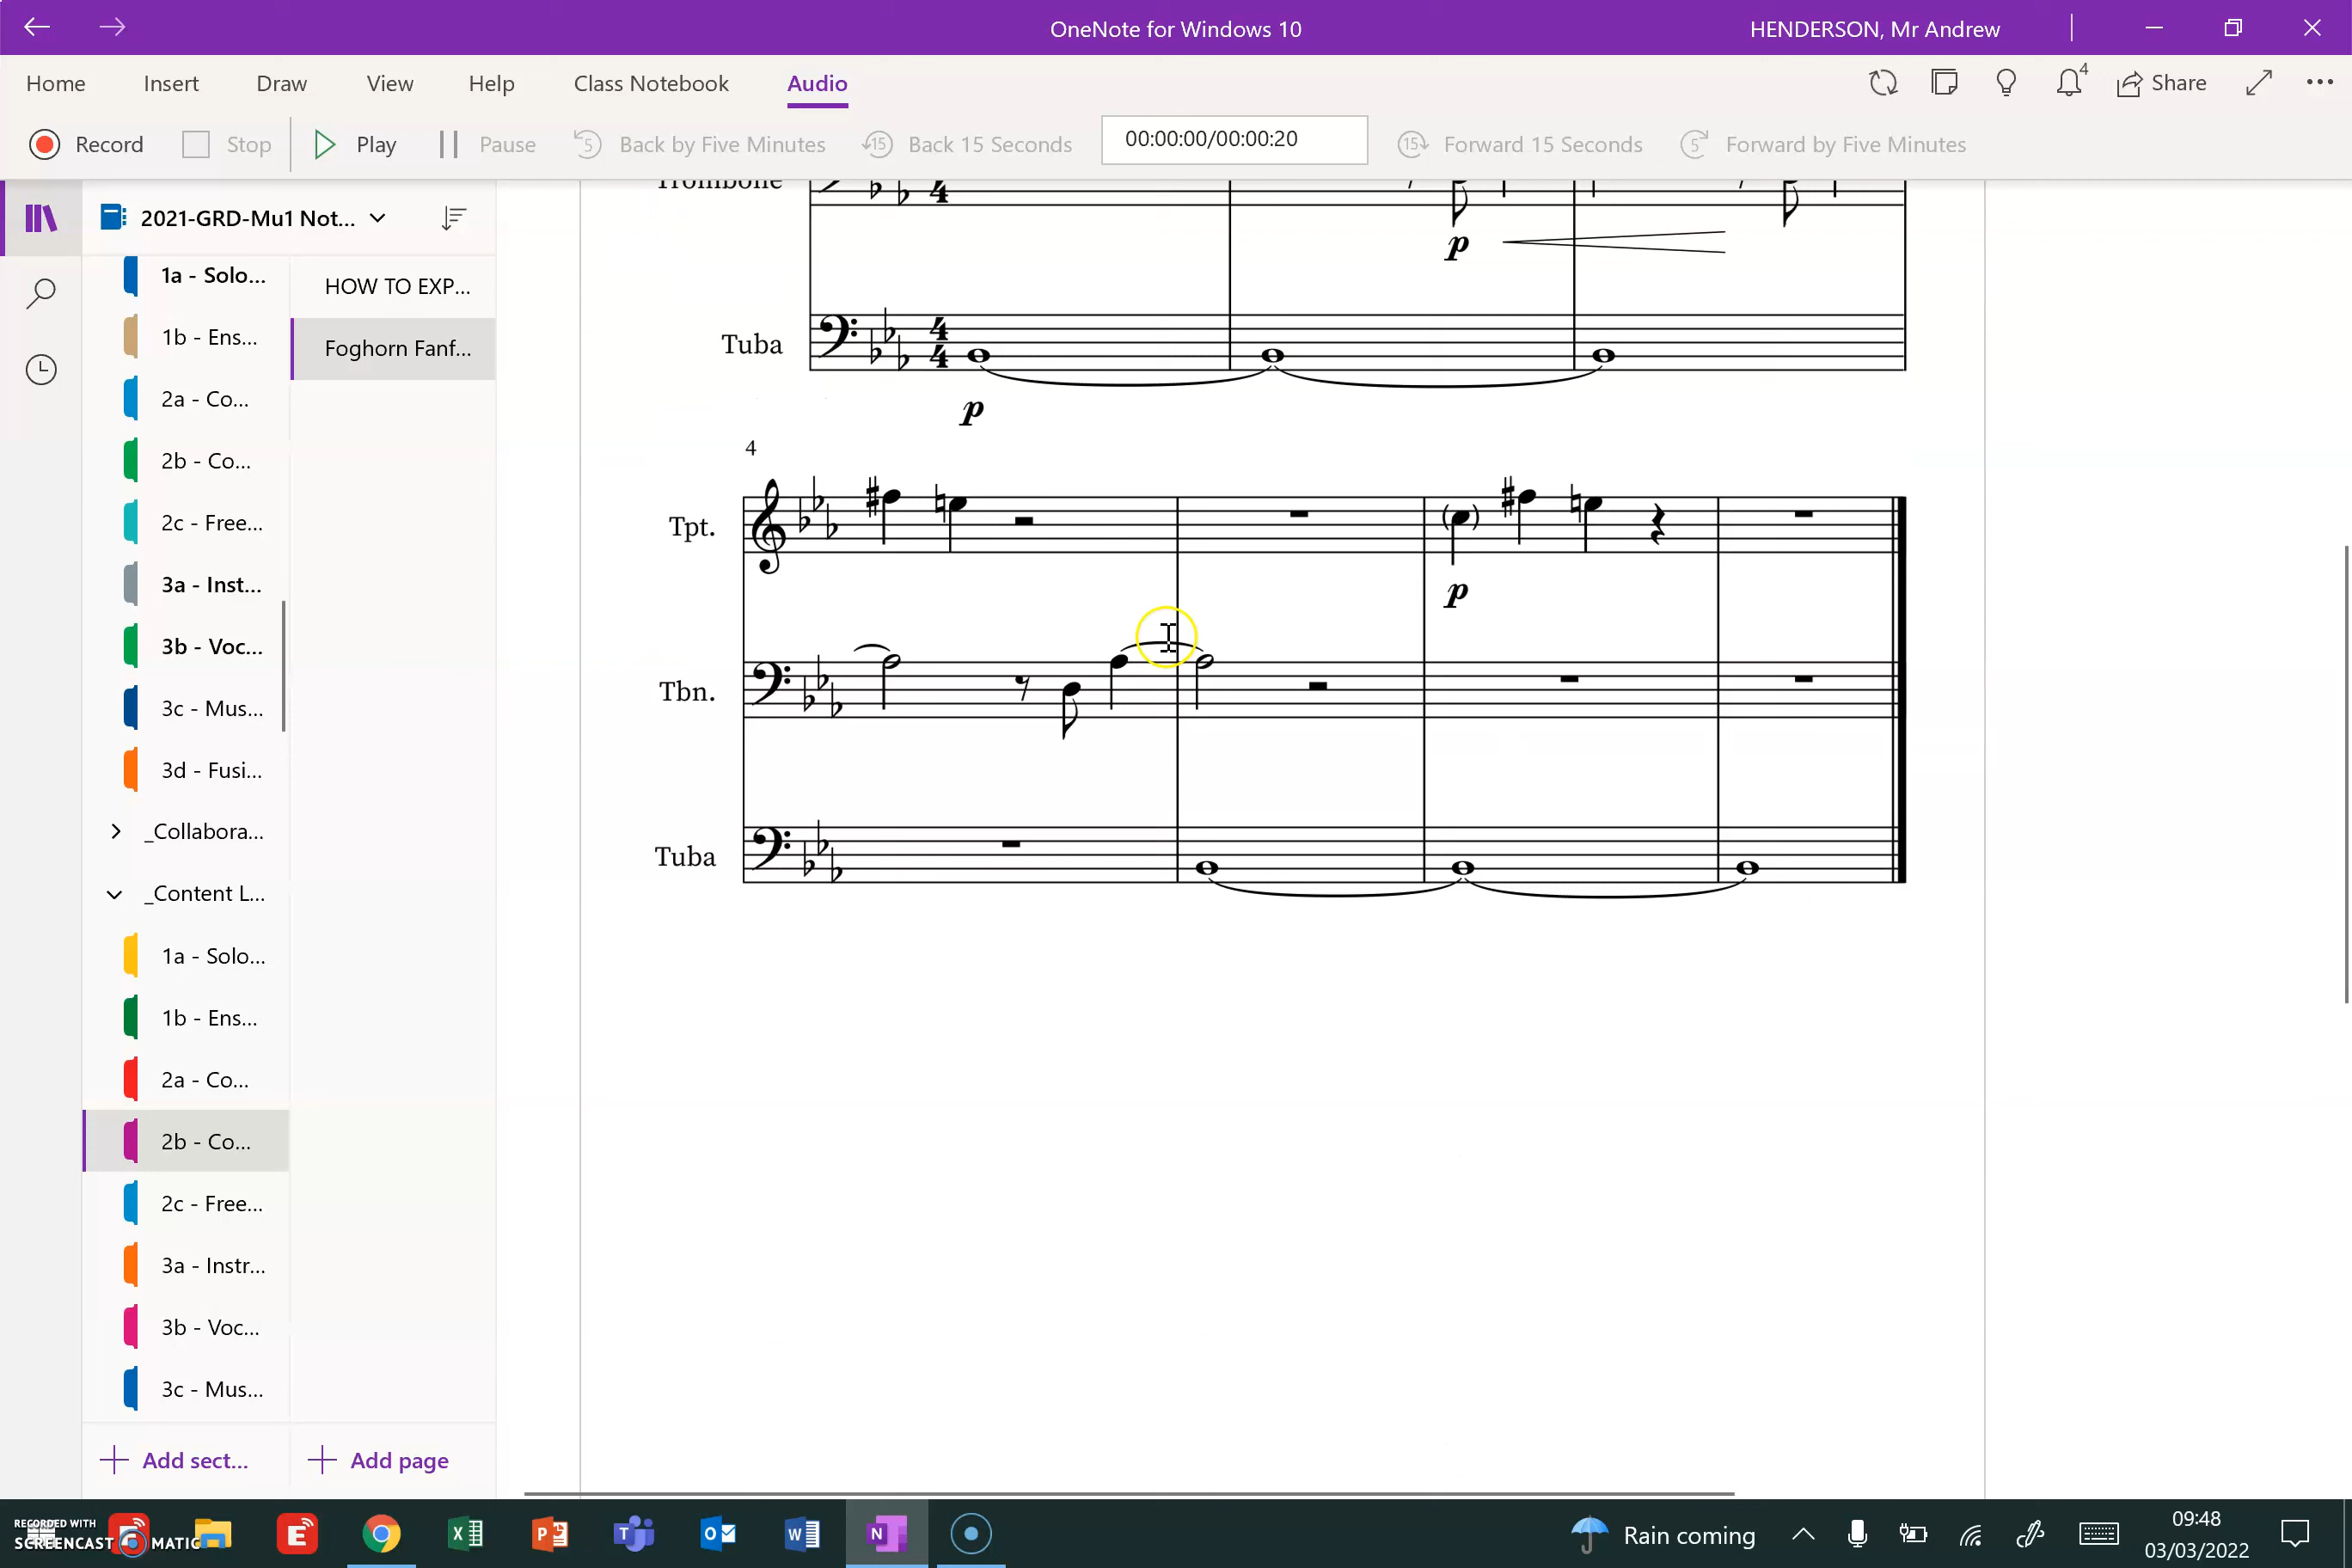 OneNote for Windows 10
HENDERSON, Mr Andrew
Home Insert Draw View Help Class Notebook Audio
4
Share
Record Stop Play Pause Back by Five Minutes Back 15 Seconds 00:00:00/00:00:20 Forward 15 Seconds Forward by Five Minutes
2021-GRD-Mu1 Not...
1a - Solo...
1b - Ens...
2a - Co...
2b - Co...
2c - Free...
3a - Inst...
3b - Voc...
3c - Mus...
3d - Fusi...
_Collabora...
_Content L...
1a - Solo...
1b - Ens...
2a - Co...
2b - Co...
2c - Free...
3a - Instr...
3b - Voc...
3c - Mus...
Add sect...
HOW TO EXP...
Foghorn Fanf...
Add page
Trombone
4
p
Tuba
4
4
p
4
Tpt.
p
Tbn.
Tuba
RECORDED WITH
SCREENCAST MATIC
Rain coming
09:48
03/03/2022